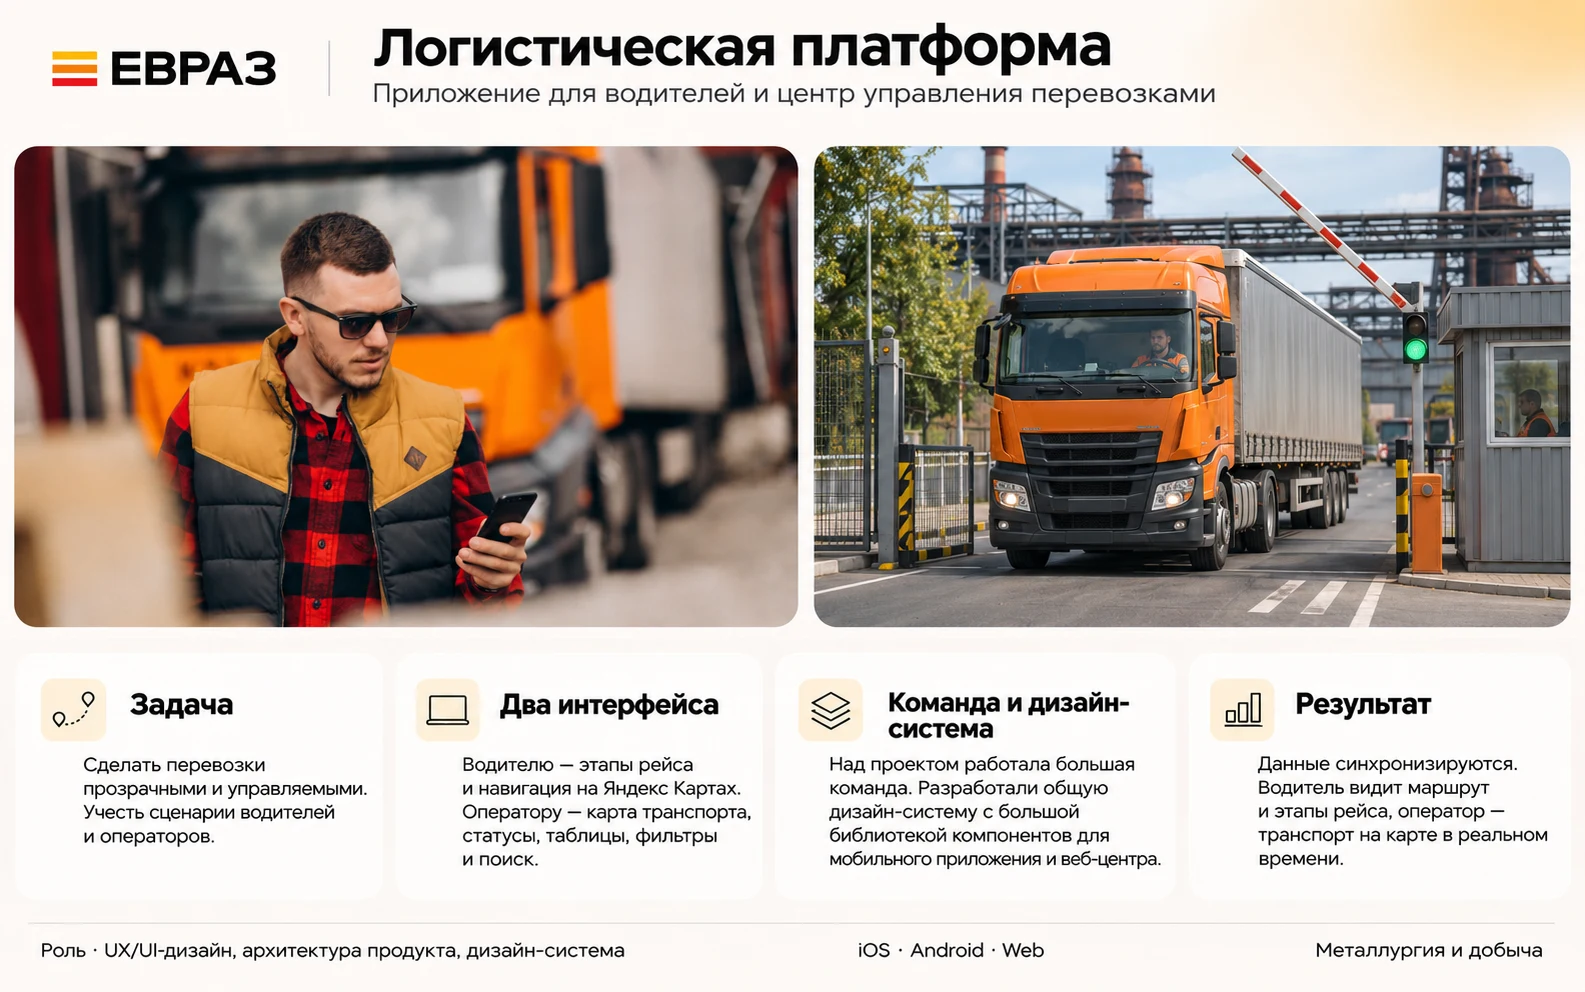 ЕВРАЗ
Логистическая платформа
Приложение для водителей и центр управления перевозками
Задача
Сделать перевозки
прозрачными и управляемыми.
Учесть сценарии водителей
и операторов.
Два интерфейса
Водителю — этапы рейса
и навигация на Яндекс Картах.
Оператору — карта транспорта,
статусы, таблицы, фильтры
и поиск.
Команда и дизайн-
система
Над проектом работала большая
команда. Разработали общую
дизайн-систему с большой
библиотекой компонентов для
мобильного приложения и веб-центра.
Результат
Данные синхронизируются.
Водитель видит маршрут
и этапы рейса, оператор —
транспорт на карте в реальном
времени.
Роль · UX/UI-дизайн, архитектура продукта, дизайн-система
iOS · Android · Web
Металлургия и добыча